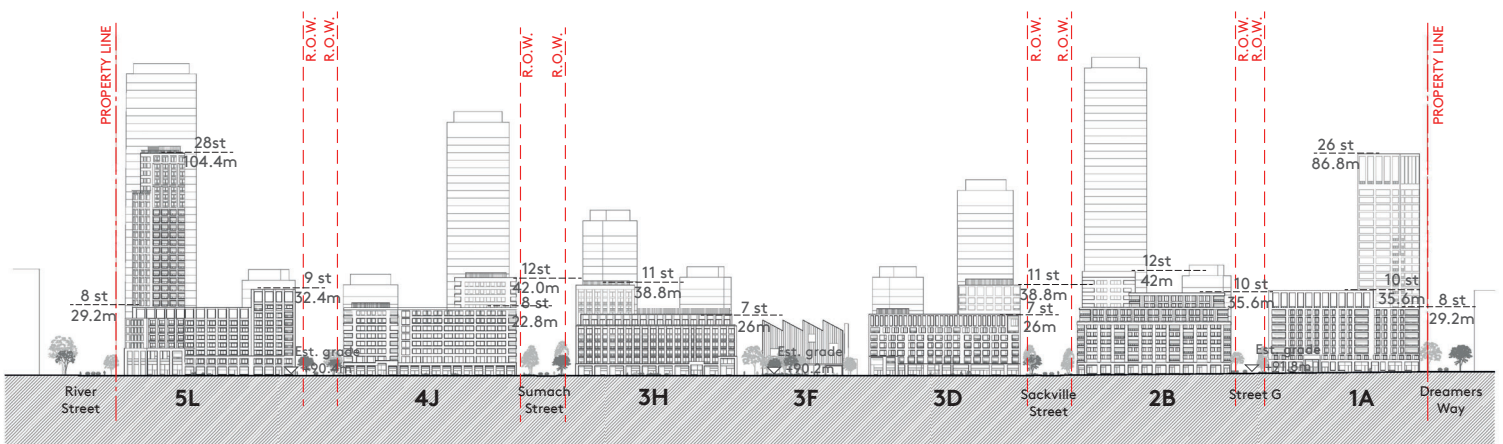 PROPERTY LINE
R.O.W.
R.O.W.
R.O.W.
R.O.W.
R.O.W.
R.O.W.
R.O.W.
R.O.W.
PROPERTY LINE
28st
104.4m
26 st
86.8m
8 st
29.2m
9 st
32.4m
12st
42.0m
8 st
22.8m
11 st
38.8m
7 st
26m
11 st
38.8m
7 st
26m
12st
42m
10 st
35.6m
10 st
35.6m
8 st
29.2m
Est. grade
Est. grade
+90.2m
Est. grade
+91.8m
River
Street
5L
4J
Sumach
Street
3H
3F
3D
Sackville
Street
2B
Street G
1A
Dreamers
Way